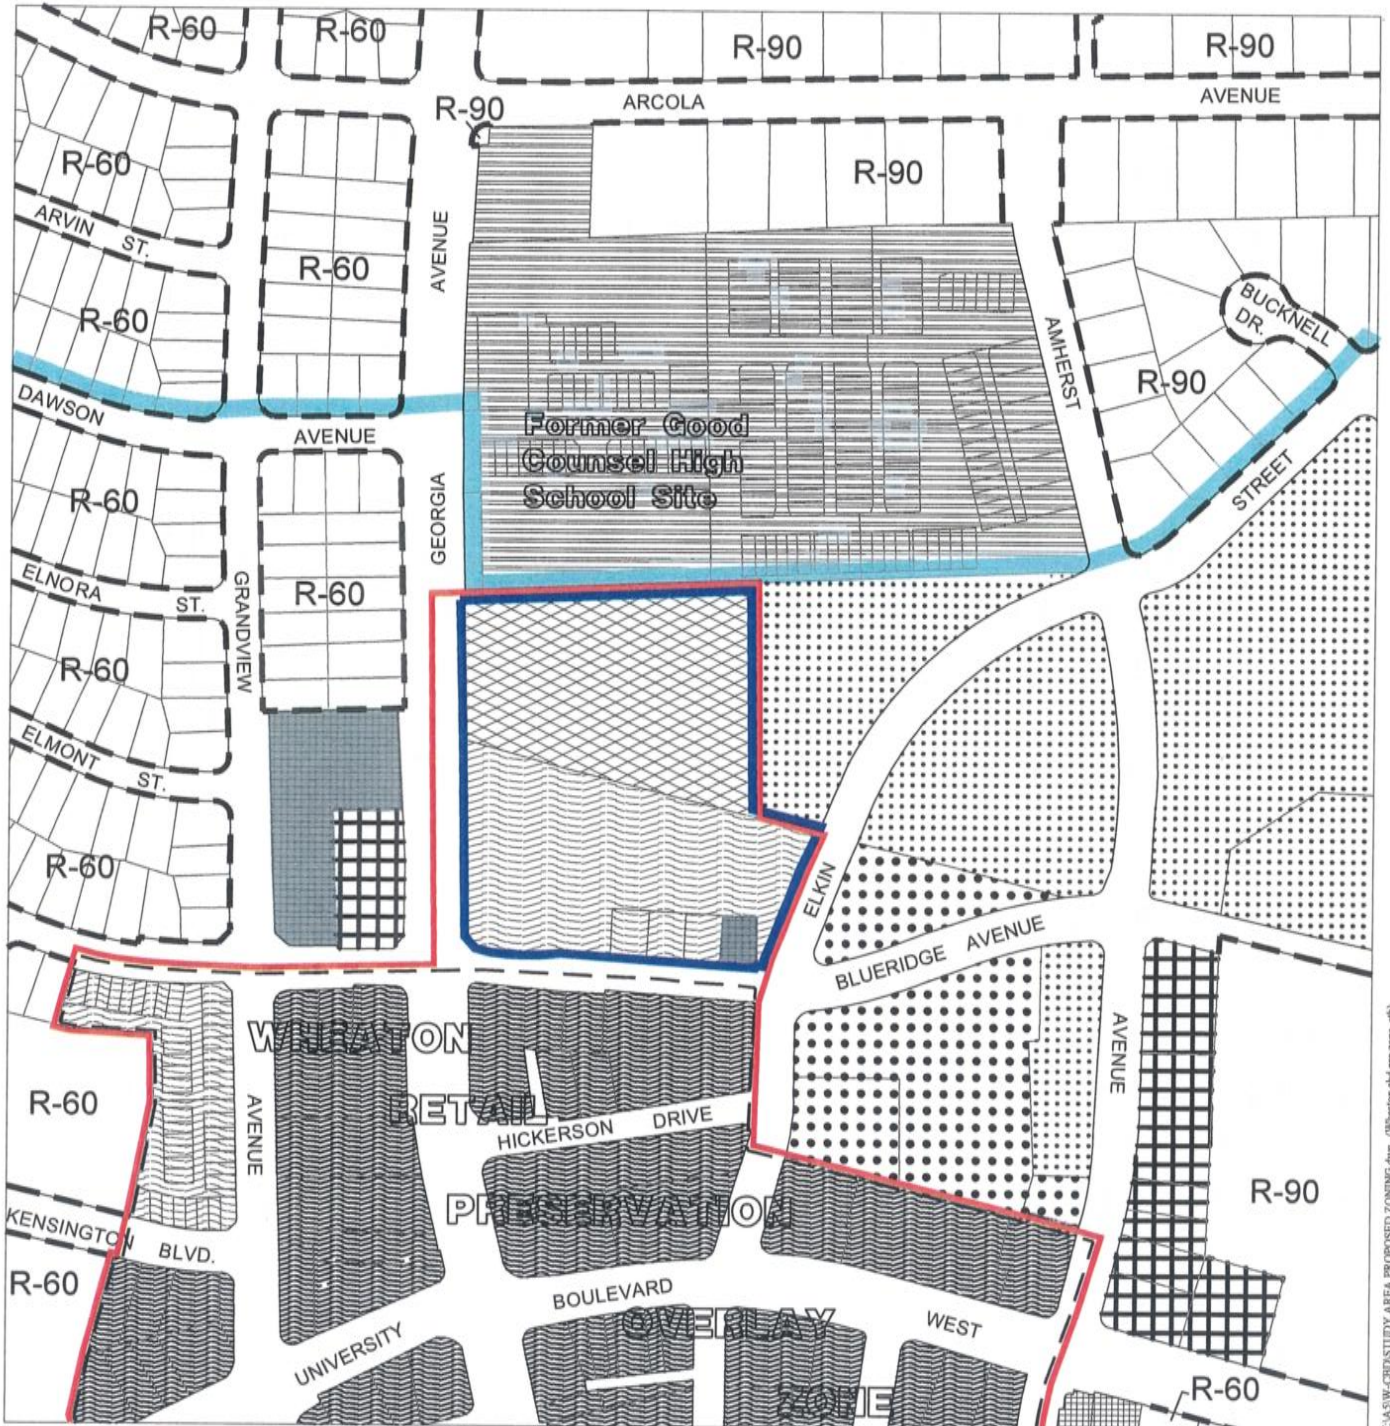 R-60
R-60
R-90
R-90
R-90
ARCOLA
AVENUE
R-60
R-90
ARVIN ST.
AVENUE
R-60
BUCKNELL
DR.
R-60
AMHERST
R-90
DAWSON
AVENUE
Former Good
Counsel High
School Site
STREET
R-60
GEORGIA
ELNORA ST.
GRANDVIEW
R-60
R-60
ELMONT ST.
R-60
ELKIN
BLUERIDGE AVENUE
WHEATON
RETAIL
PRESERVATION
OVERLAY
ZONE
R-60
AVENUE
HICKERSON DRIVE
AVENUE
R-90
KENSINGTON BLVD.
R-60
UNIVERSITY
BOULEVARD
WEST
R-60